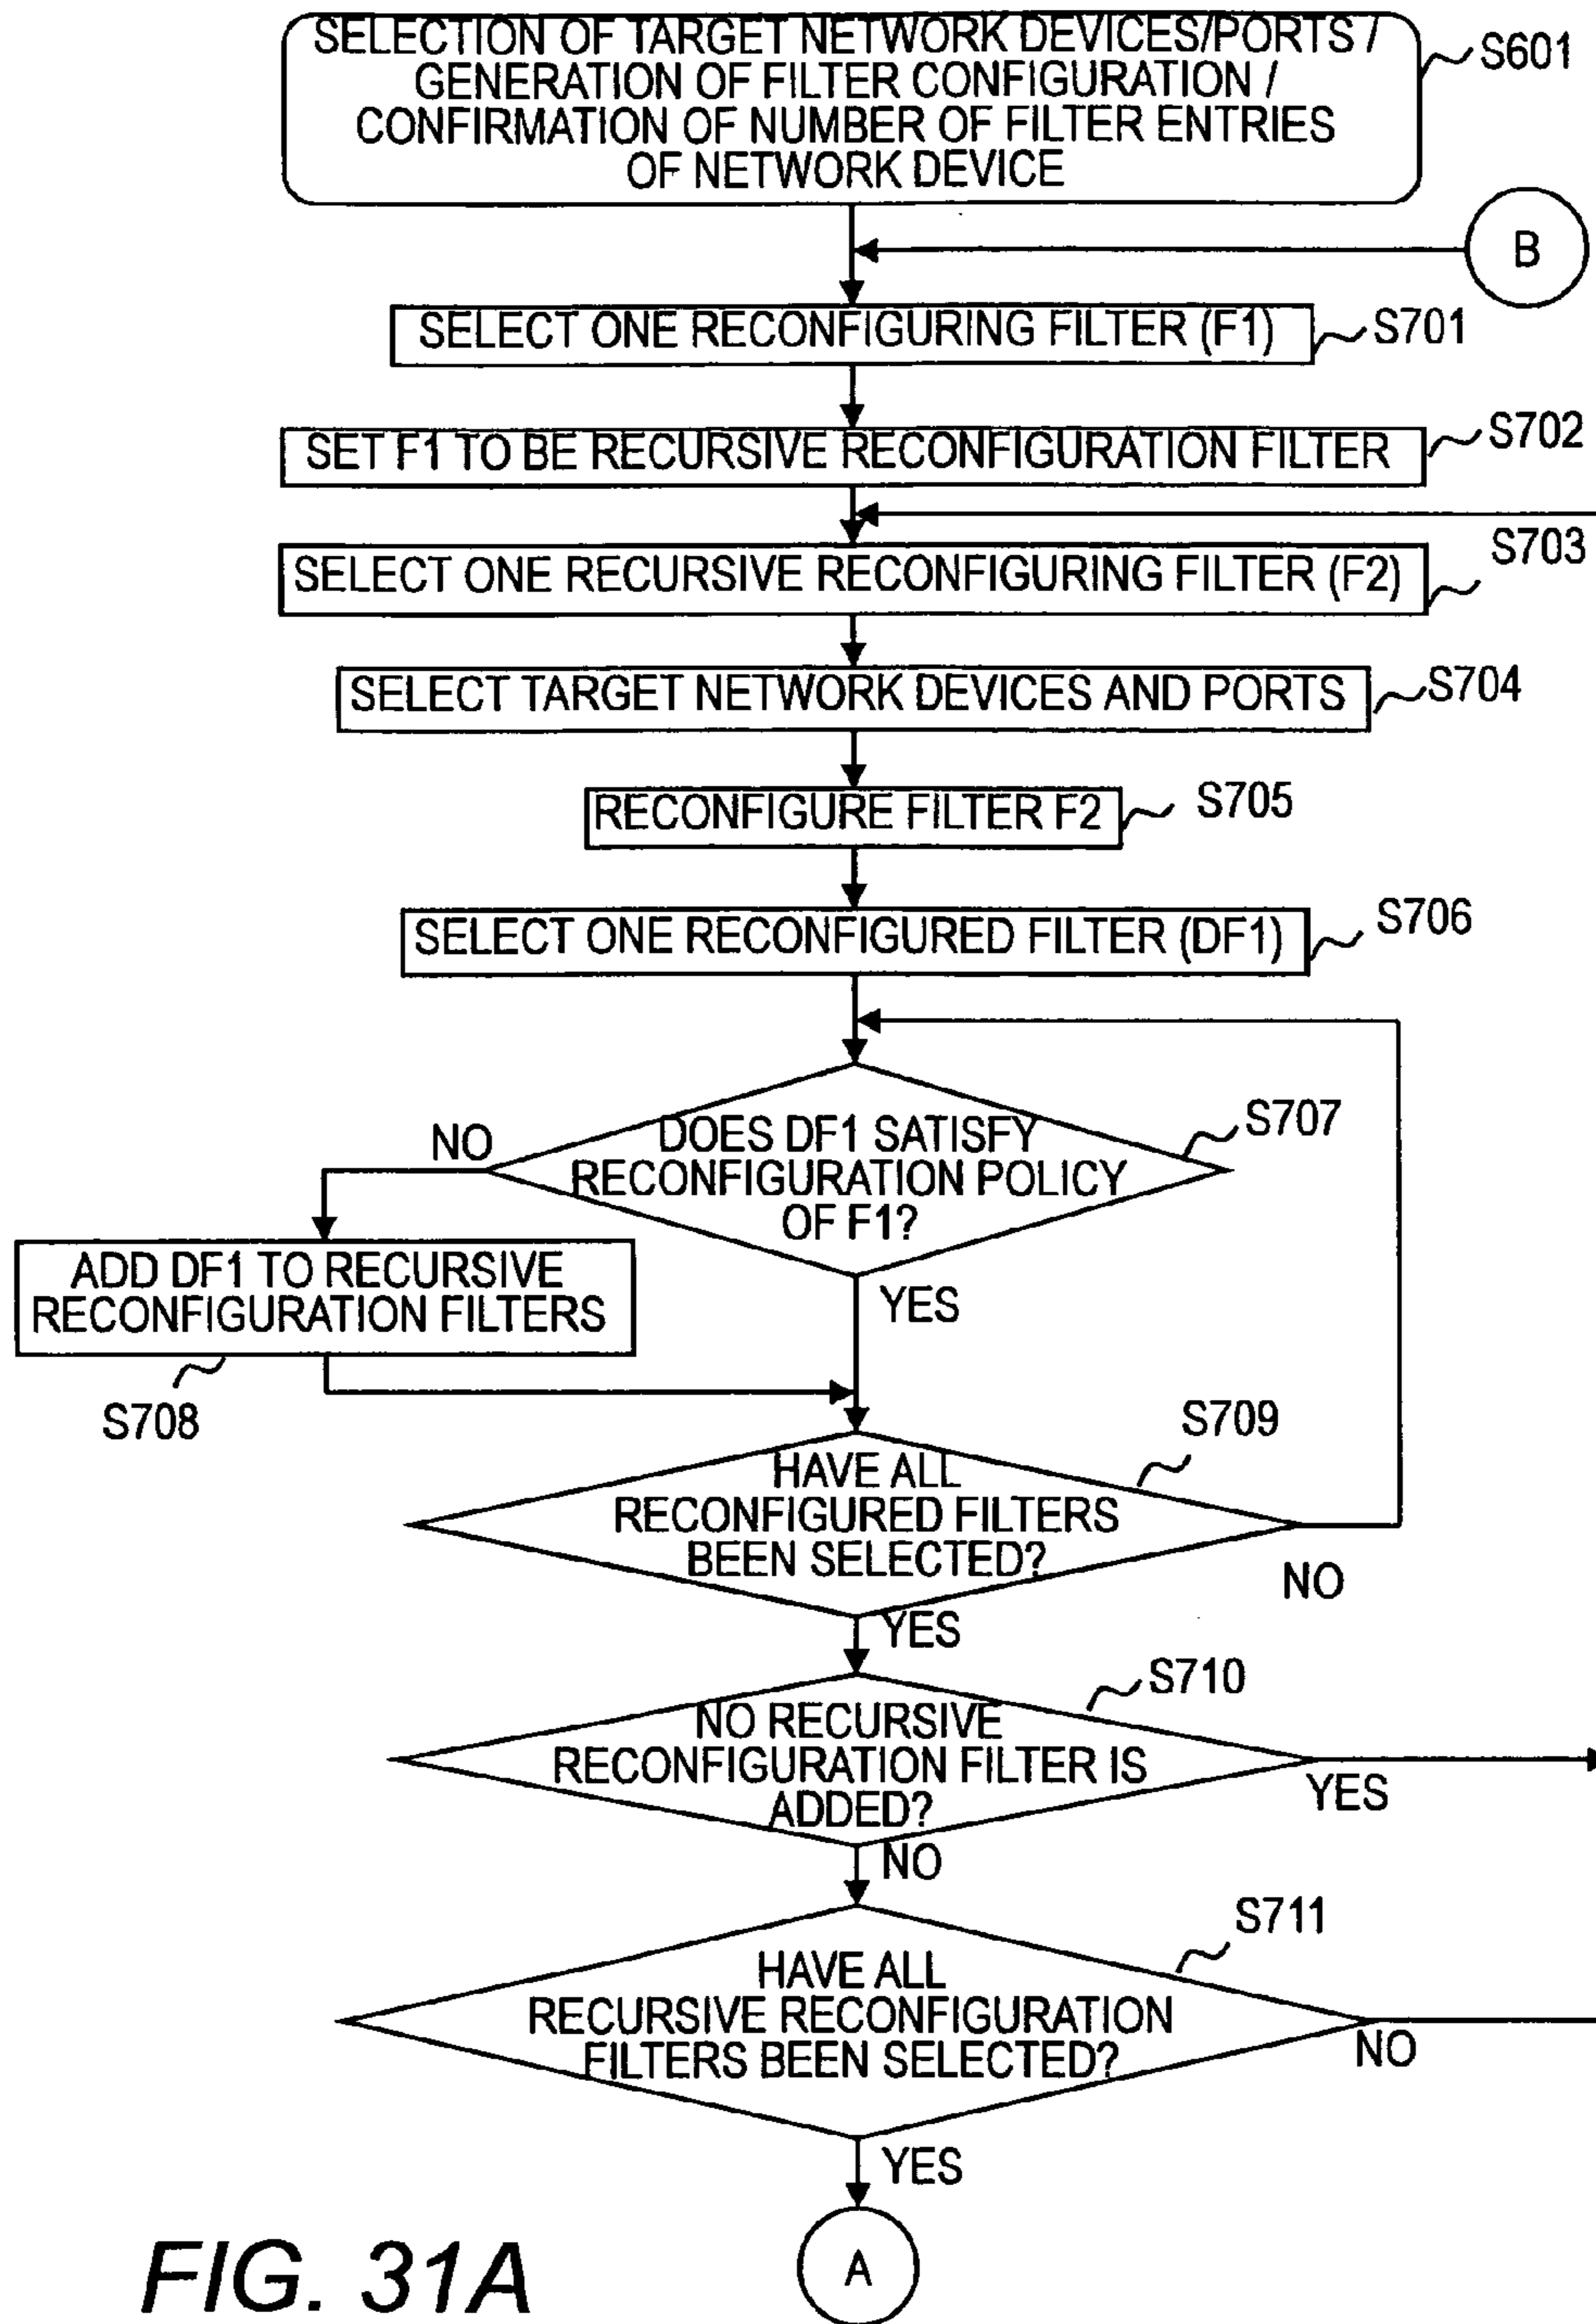 SELECTION OF TARGET NETWORK DEVICES/PORTS /
GENERATION OF FILTER CONFIGURATION /
CONFIRMATION OF NUMBER OF FILTER ENTRIES
OF NETWORK DEVICE
S601
B
SELECT ONE RECONFIGURING FILTER (F1)
S701
SET F1 TO BE RECURSIVE RECONFIGURATION FILTER
S702
SELECT ONE RECURSIVE RECONFIGURING FILTER (F2)
S703
SELECT TARGET NETWORK DEVICES AND PORTS
S704
RECONFIGURE FILTER F2
S705
SELECT ONE RECONFIGURED FILTER (DF1)
S706
DOES DF1 SATISFY
RECONFIGURATION POLICY
OF F1?
S707
NO
YES
ADD DF1 TO RECURSIVE
RECONFIGURATION FILTERS
S708
HAVE ALL
RECONFIGURED FILTERS
BEEN SELECTED?
S709
NO
YES
NO RECURSIVE
RECONFIGURATION FILTER IS
ADDED?
S710
YES
NO
HAVE ALL
RECURSIVE RECONFIGURATION
FILTERS BEEN SELECTED?
S711
NO
YES
A
FIG. 31A